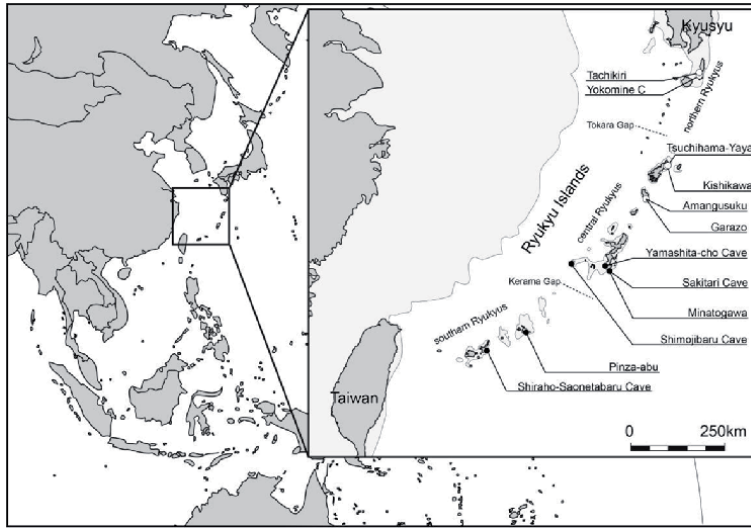 Kyusyu
Tachikiri
Yokomine C
northern Ryukyus
Tokara Gap
Tsuchihama-Yaya
Kishikawa
Amangusuku
Garazo
Ryukyu Islands
central Ryukyus
Yamashita-cho Cave
Sakitari Cave
Kerama Gap
Minatogawa
southern Ryukyus
Shimojibaru Cave
Pinza-abu
Shiraho-Saonetabaru Cave
Taiwan
0 250km